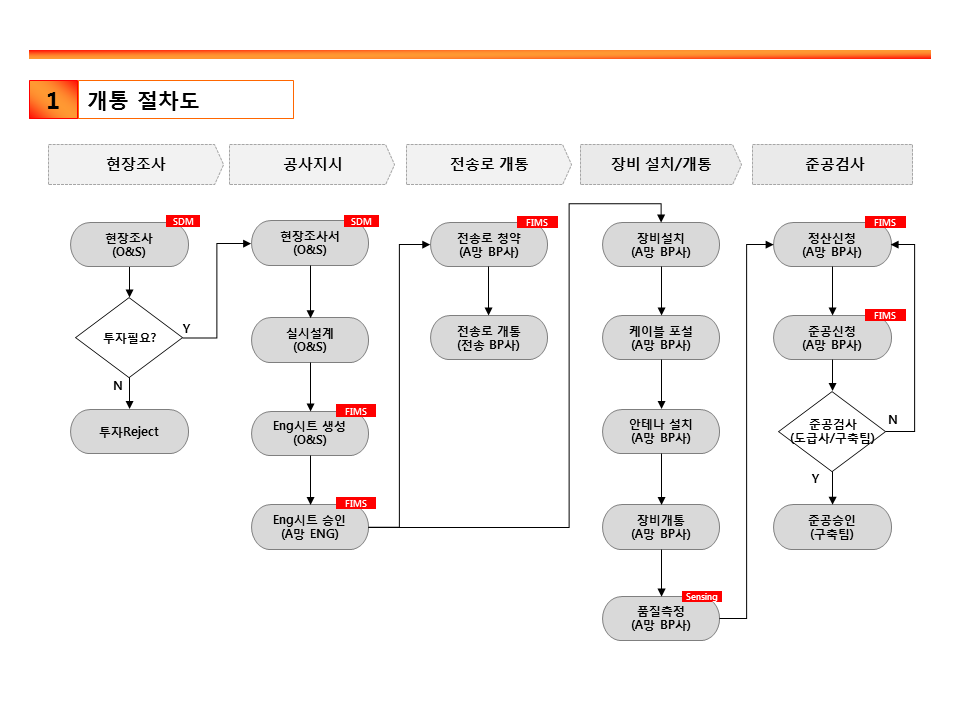 1
개통 절차도
현장조사
공사지시
전송로 개통
장비 설치/개통
준공검사
SDM
현장조사
(O&S)
투자필요?
Y
N
투자Reject
SDM
현장조사서
(O&S)
실시설계
(O&S)
FIMS
Eng시트 생성
(O&S)
FIMS
Eng시트 승인
(A망 ENG)
FIMS
전송로 청약
(A망 BP사)
전송로 개통
(전송 BP사)
장비설치
(A망 BP사)
케이블 포설
(A망 BP사)
안테나 설치
(A망 BP사)
장비개통
(A망 BP사)
Sensing
품질측정
(A망 BP사)
FIMS
정산신청
(A망 BP사)
FIMS
준공신청
(A망 BP사)
준공검사
(도급사/구축팀)
N
Y
준공승인
(구축팀)